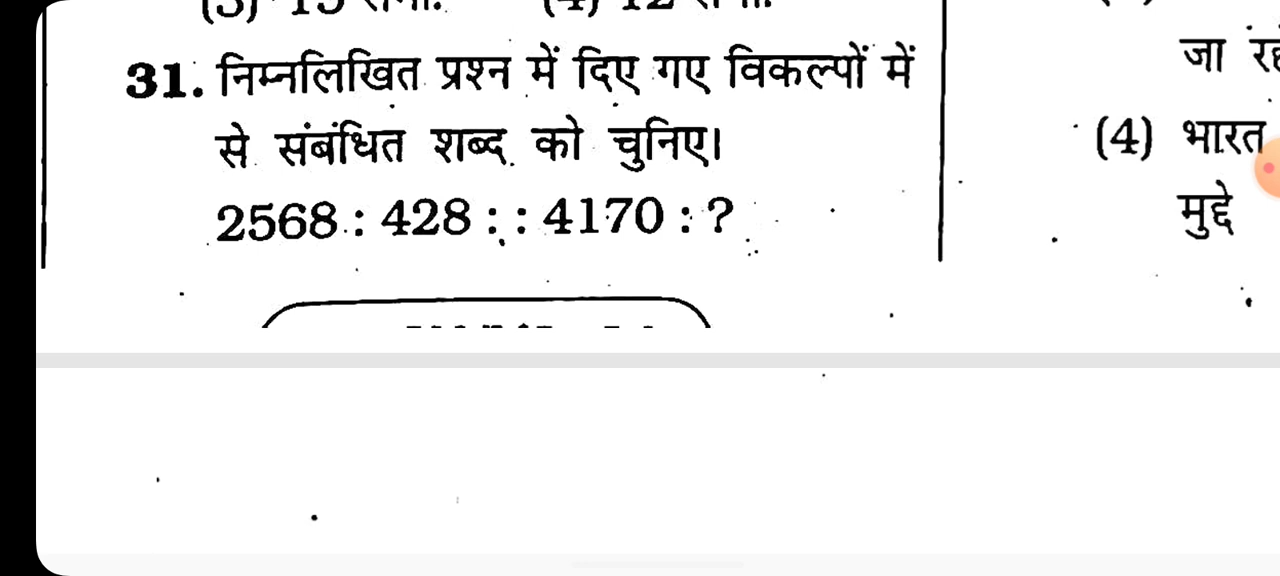 31. निम्नलिखित प्रश्न में दिए गए विकल्पों में
से संबंधित शब्द को चुनिए।
2568 : 428 : : 4170 : ?
जा
(4) भारत
मुद्दे